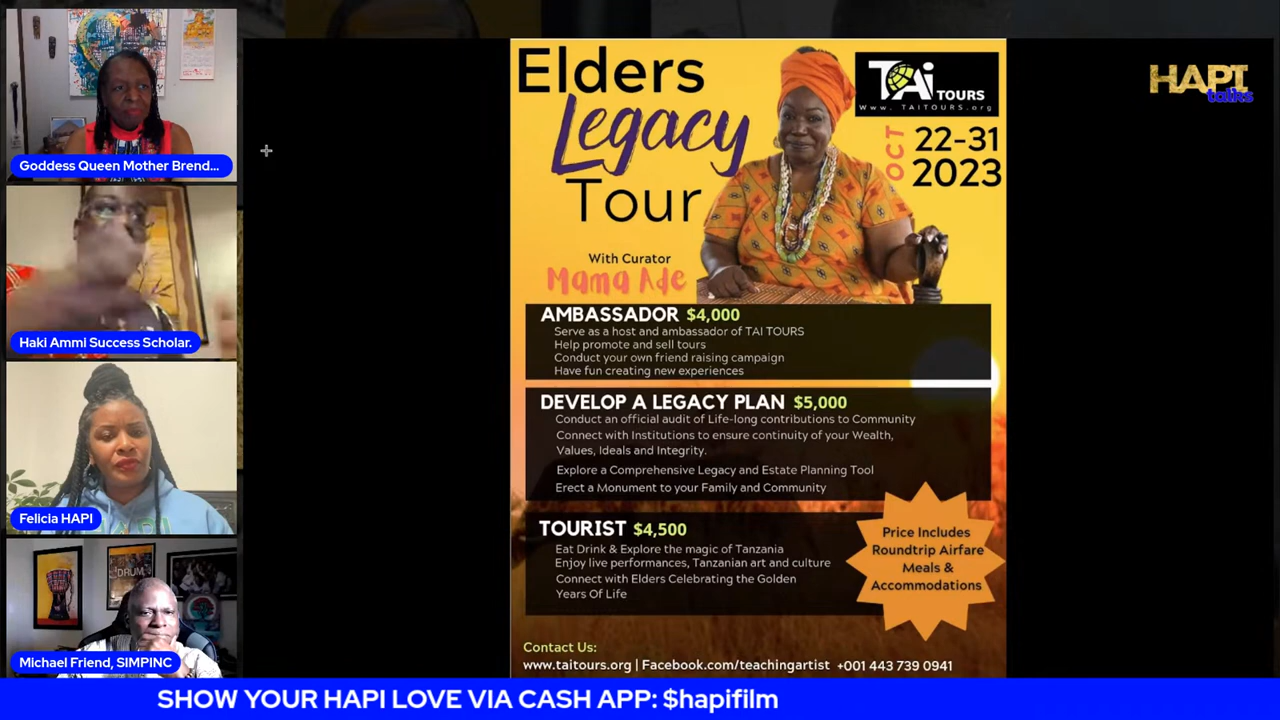 Goddess Queen Mother Brend...
Haki Ammi Success Scholar.
Felicia HAPI
DRUM
Michael Friend, SIMPINC
Elders
Legacy
Tour
With Curator
Mama Ade
TAi TOURS
www. TAITOURS.org
OCT 22-31
2023
AMBASSADOR $4,000
Serve as a host and ambassador of TAI TOURS
Help promote and sell tours
Conduct your own friend raising campaign
Have fun creating new experiences
DEVELOP A LEGACY PLAN $5,000
Conduct an official audit of Life-long contributions to Community
Connect with Institutions to ensure continuity of your Wealth,
Values, Ideals and Integrity.
Explore a Comprehensive Legacy and Estate Planning Tool
Erect a Monument to your Family and Community
TOURIST $4,500
Eat Drink & Explore the magic of Tanzania
Enjoy live performances, Tanzanian art and culture
Connect with Elders Celebrating the Golden
Years Of Life
Price Includes
Roundtrip Airfare
Meals &
Accommodations
Contact Us:
www.taitours.org | Facebook.com/teachingartist +001 443 739 0941
HAPI
talks
SHOW YOUR HAPI LOVE VIA CASH APP: $hapifilm